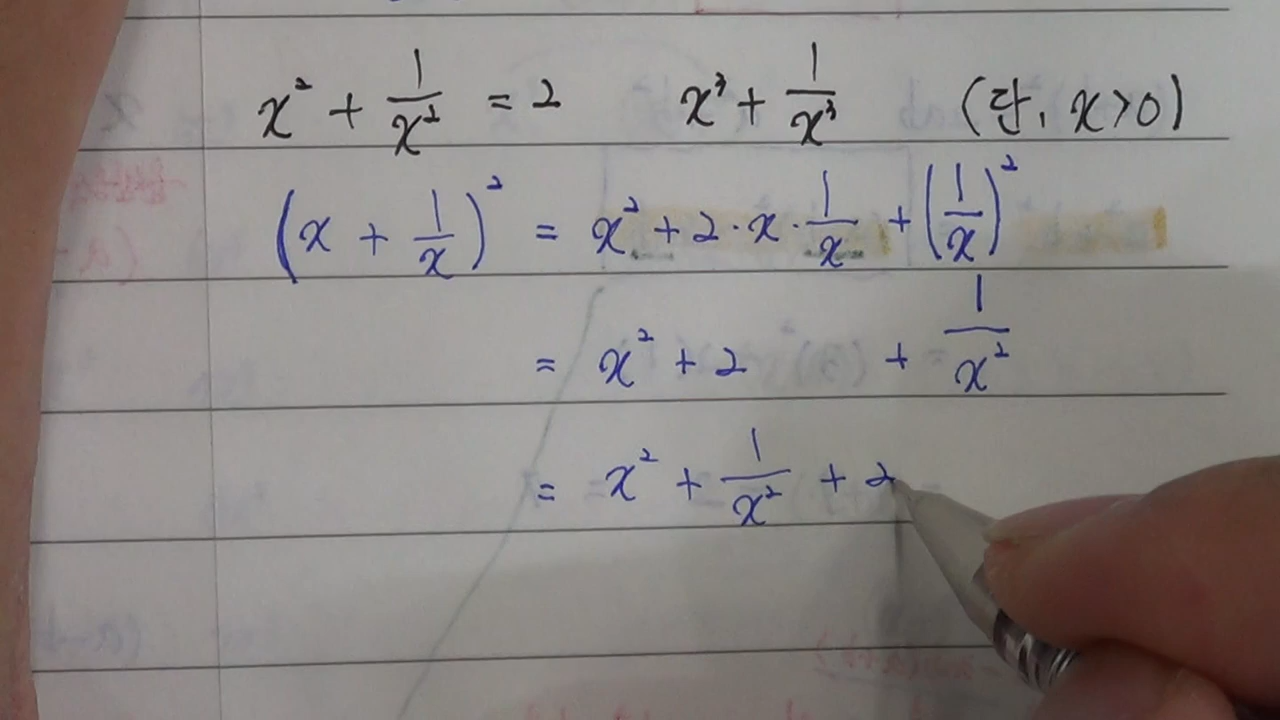 x² + 1/x² = 2 x³ + 1/x³ (단, x>0)
(x + 1/x)² = x² + 2·x·1/x + (1/x)²
= x² + 2 + 1/x²
= x² + 1/x² + 2